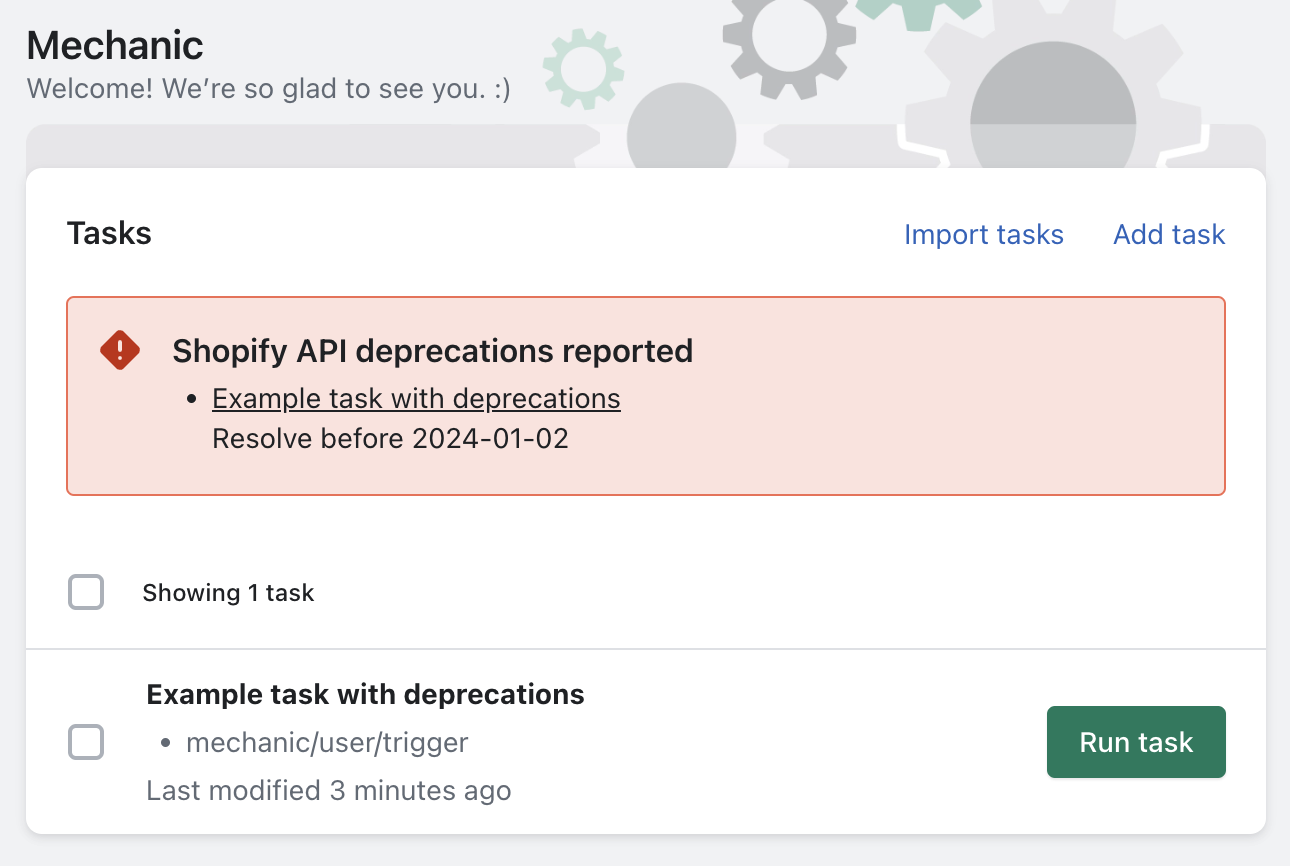 Mechanic
Welcome! We’re so glad to see you. :)
Tasks
Import tasks
Add task
Shopify API deprecations reported
• Example task with deprecations
Resolve before 2024-01-02
Showing 1 task
Example task with deprecations
• mechanic/user/trigger
Run task
Last modified 3 minutes ago